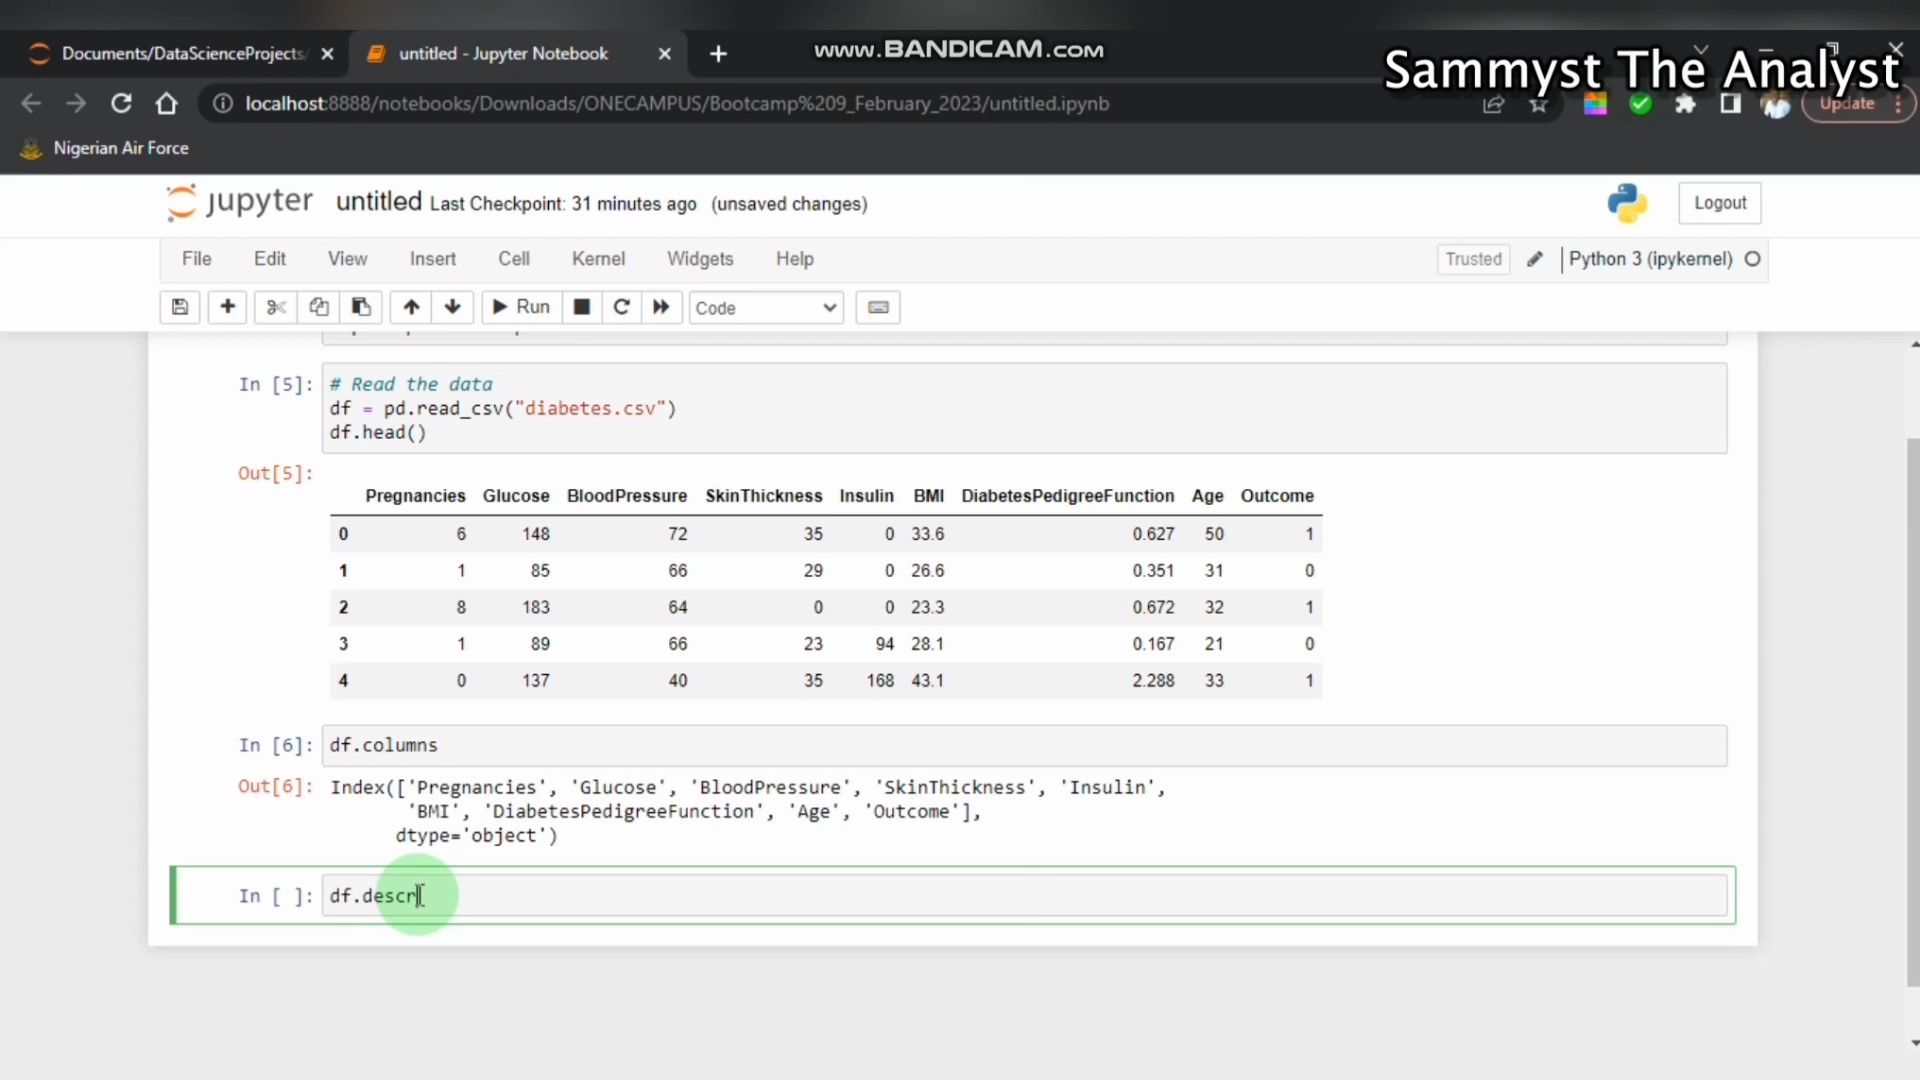 Documents/DataScienceProjects/
untitled - Jupyter Notebook
www.BANDICAM.com
Sammyst The Analyst
localhost:8888/notebooks/Downloads/ONECAMPUS/Bootcamp%209_February_2023/untitled.ipynb
Update
Nigerian Air Force
jupyter untitled Last Checkpoint: 31 minutes ago (unsaved changes)
Logout
File Edit View Insert Cell Kernel Widgets Help
Trusted Python 3 (ipykernel)
Run Code
In [5]: # Read the data
df = pd.read_csv("diabetes.csv")
df.head()
Out[5]:
Pregnancies Glucose BloodPressure SkinThickness Insulin BMI DiabetesPedigreeFunction Age Outcome
0 6 148 72 35 0 33.6 0.627 50 1
1 1 85 66 29 0 26.6 0.351 31 0
2 8 183 64 0 0 23.3 0.672 32 1
3 1 89 66 23 94 28.1 0.167 21 0
4 0 137 40 35 168 43.1 2.288 33 1
In [6]: df.columns
Out[6]: Index(['Pregnancies', 'Glucose', 'BloodPressure', 'SkinThickness', 'Insulin',
'BMI', 'DiabetesPedigreeFunction', 'Age', 'Outcome'],
dtype='object')
In [ ]: df.descr